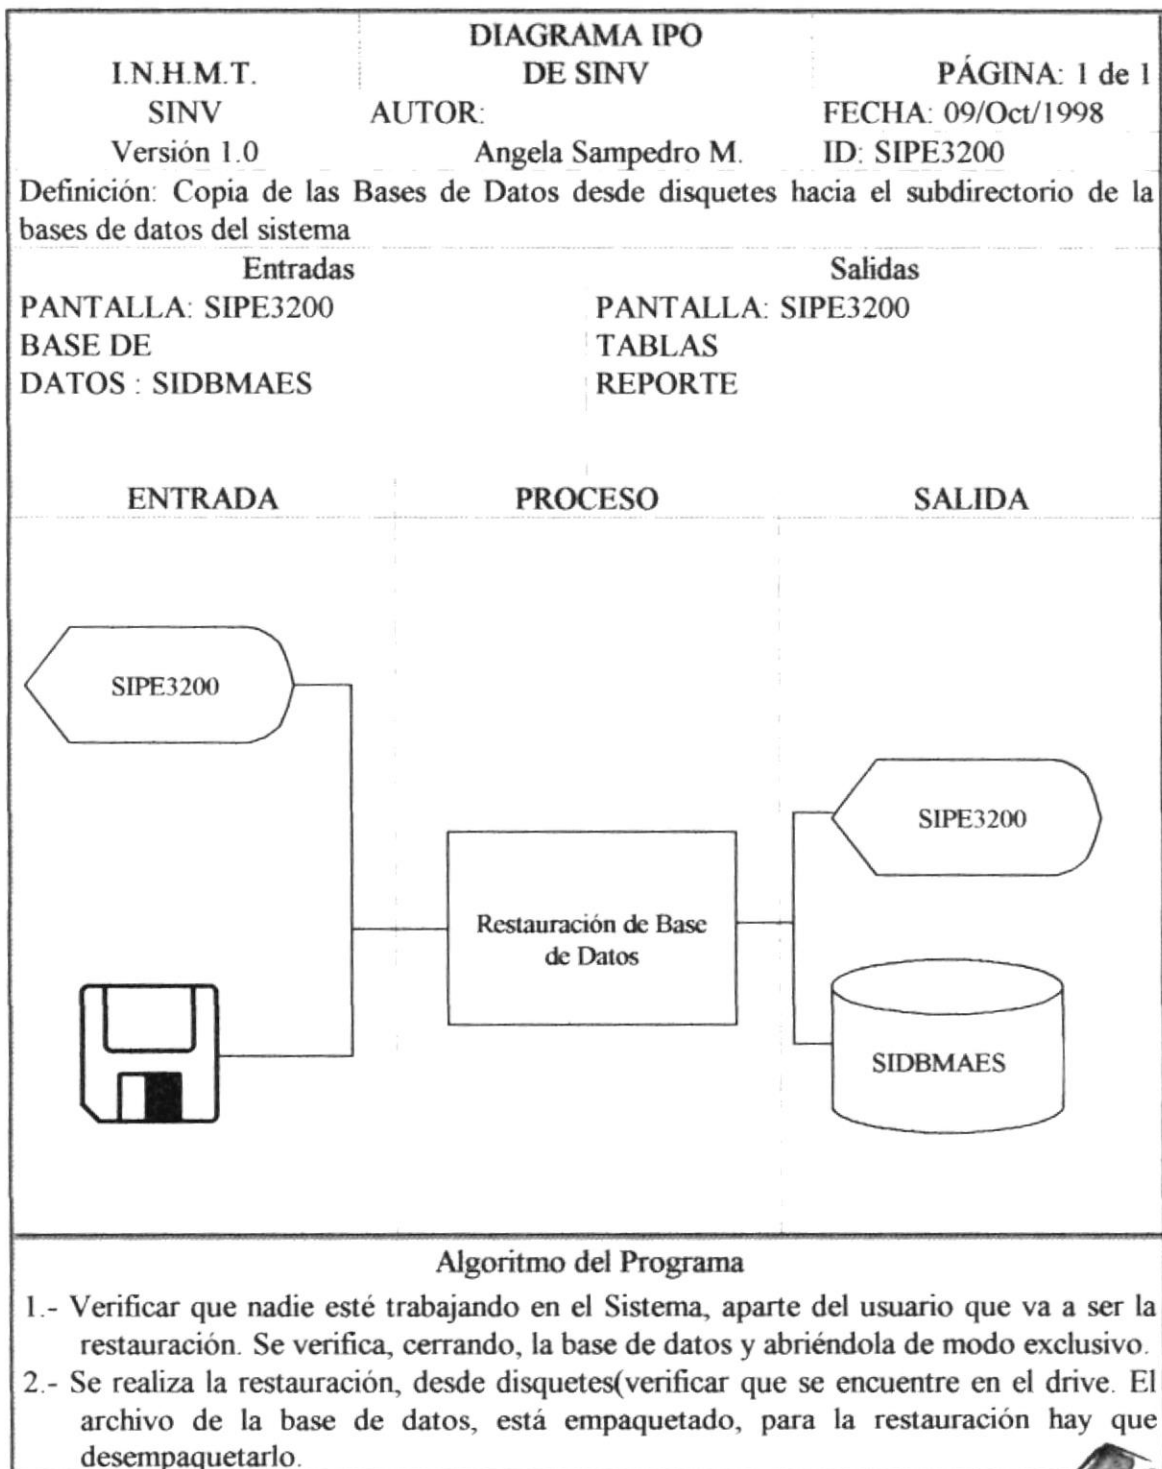 DIAGRAMA IPO
I.N.H.M.T. DE SINV PÁGINA: 1 de 1
SINV AUTOR: FECHA: 09/Oct/1998
Versión 1.0 Angela Sampedro M. ID: SIPE3200
Definición: Copia de las Bases de Datos desde disquetes hacia el subdirectorio de la
bases de datos del sistema
Entradas Salidas
PANTALLA: SIPE3200 PANTALLA: SIPE3200
BASE DE TABLAS
DATOS : SIDBMAES REPORTE
ENTRADA PROCESO SALIDA
SIPE3200
SIPE3200
Restauración de Base
de Datos
SIDBMAES
Algoritmo del Programa
1.- Verificar que nadie esté trabajando en el Sistema, aparte del usuario que va a ser la
restauración. Se verifica, cerrando, la base de datos y abriéndola de modo exclusivo.
2.- Se realiza la restauración, desde disquetes(verificar que se encuentre en el drive. El
archivo de la base de datos, está empaquetado, para la restauración hay que
desempaquetarlo.